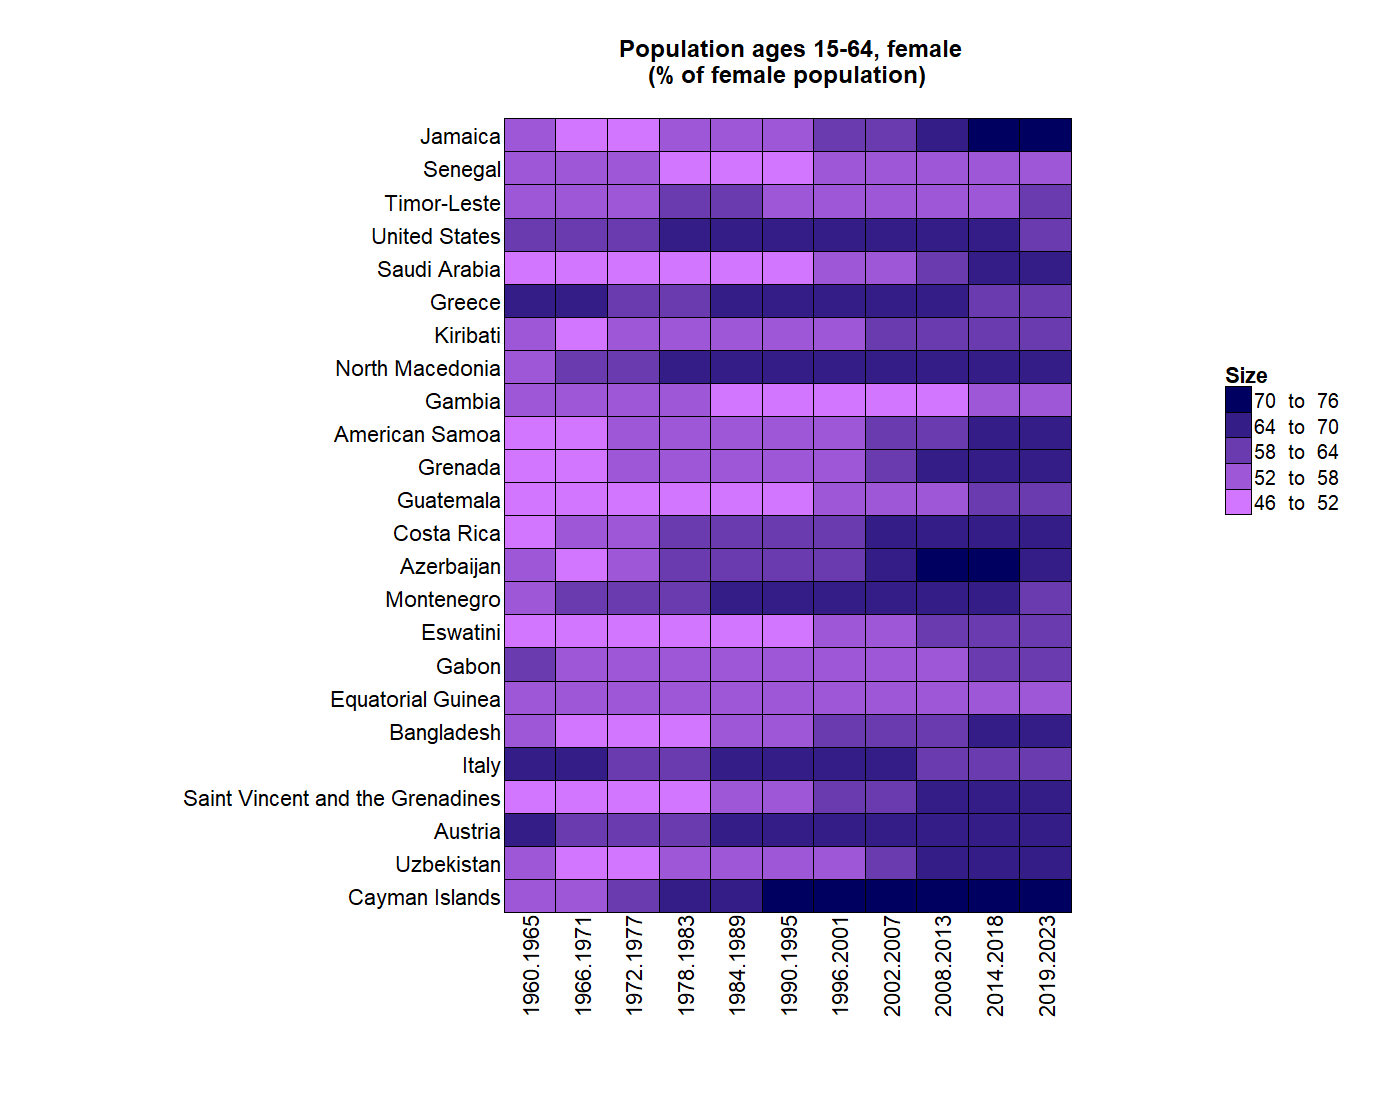 Population ages 15-64, female
(% of female population)
Jamaica
Senegal
Timor-Leste
United States
Saudi Arabia
Greece
Kiribati
North Macedonia
Gambia
American Samoa
Grenada
Guatemala
Costa Rica
Azerbaijan
Montenegro
Eswatini
Gabon
Equatorial Guinea
Bangladesh
Italy
Saint Vincent and the Grenadines
Austria
Uzbekistan
Cayman Islands
1960.1965
1966.1971
1972.1977
1978.1983
1984.1989
1990.1995
1996.2001
2002.2007
2008.2013
2014.2018
2019.2023
Size
70 to 76
64 to 70
58 to 64
52 to 58
46 to 52